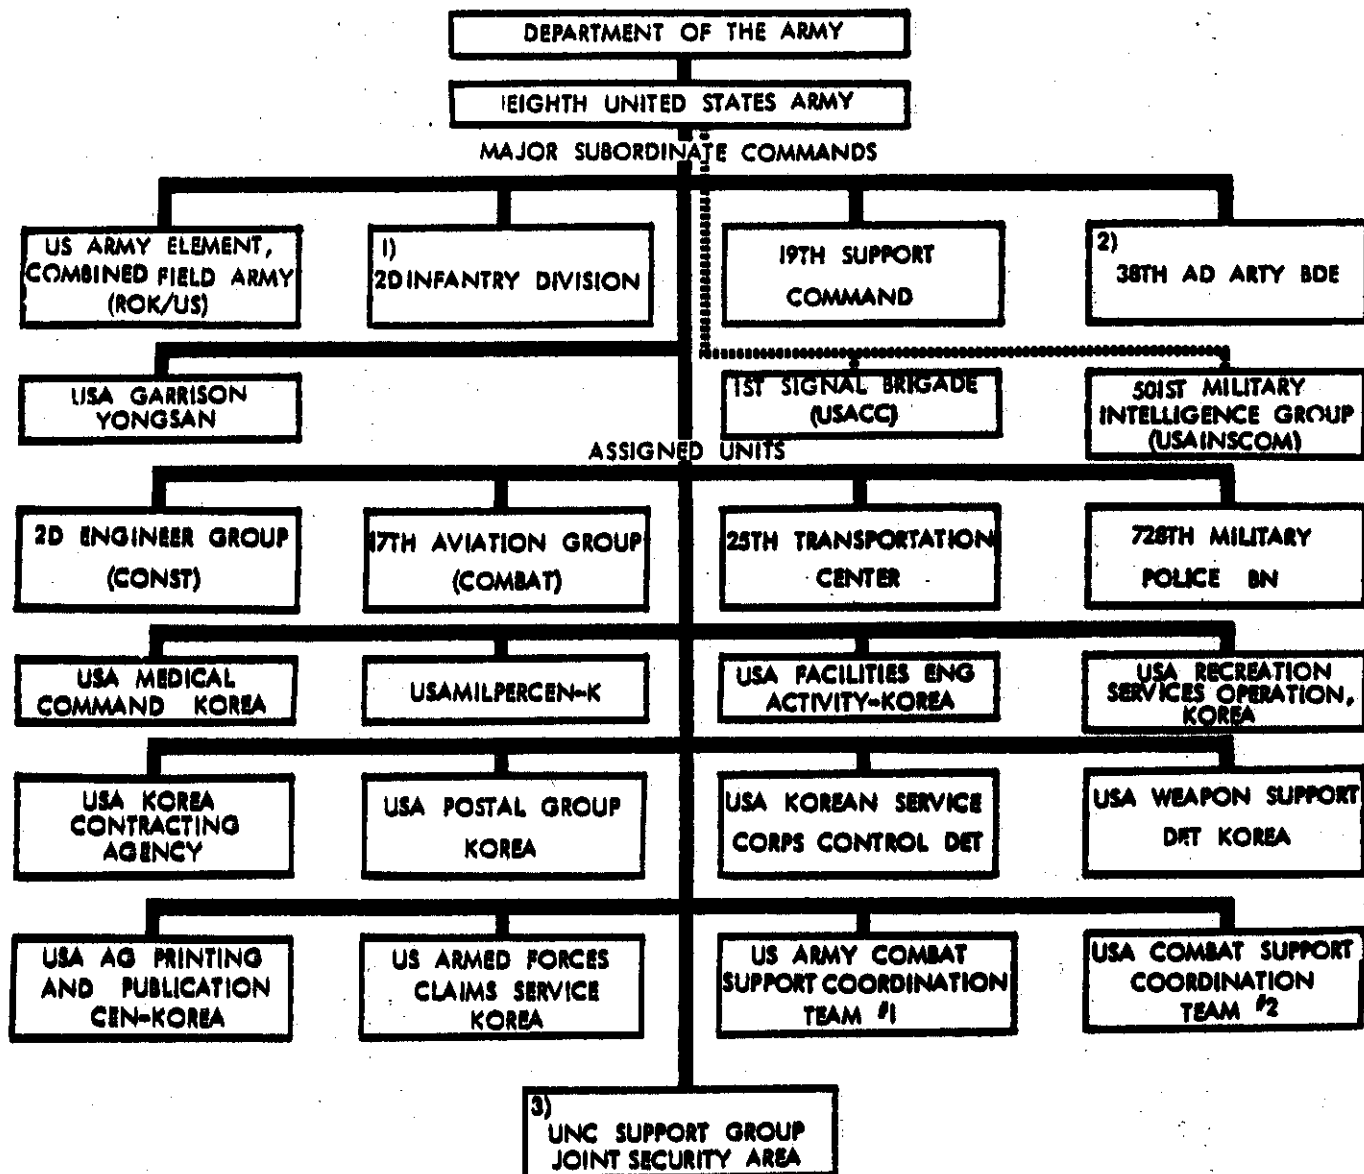 DEPARTMENT OF THE ARMY
EIGHTH UNITED STATES ARMY
MAJOR SUBORDINATE COMMANDS
US ARMY ELEMENT,
COMBINED FIELD ARMY
(ROK/US)
1)
2D INFANTRY DIVISION
19TH SUPPORT
COMMAND
2)
38TH AD ARTY BDE
USA GARRISON
YONGSAN
1ST SIGNAL BRIGADE
(USACC)
501ST MILITARY
INTELLIGENCE GROUP
(USAINSCOM)
ASSIGNED UNITS
2D ENGINEER GROUP
(CONST)
17TH AVIATION GROUP
(COMBAT)
25TH TRANSPORTATION
CENTER
728TH MILITARY
POLICE BN
USA MEDICAL
COMMAND KOREA
USAMILPERCEN-K
USA FACILITIES ENG
ACTIVITY-KOREA
USA RECREATION
SERVICES OPERATION,
KOREA
USA KOREA
CONTRACTING
AGENCY
USA POSTAL GROUP
KOREA
USA KOREAN SERVICE
CORPS CONTROL DET
USA WEAPON SUPPORT
DET KOREA
USA AG PRINTING
AND PUBLICATION
CEN-KOREA
US ARMED FORCES
CLAIMS SERVICE
KOREA
US ARMY COMBAT
SUPPORT COORDINATION
TEAM #1
USA COMBAT SUPPORT
COORDINATION
TEAM #2
3)
UNC SUPPORT GROUP
JOINT SECURITY AREA